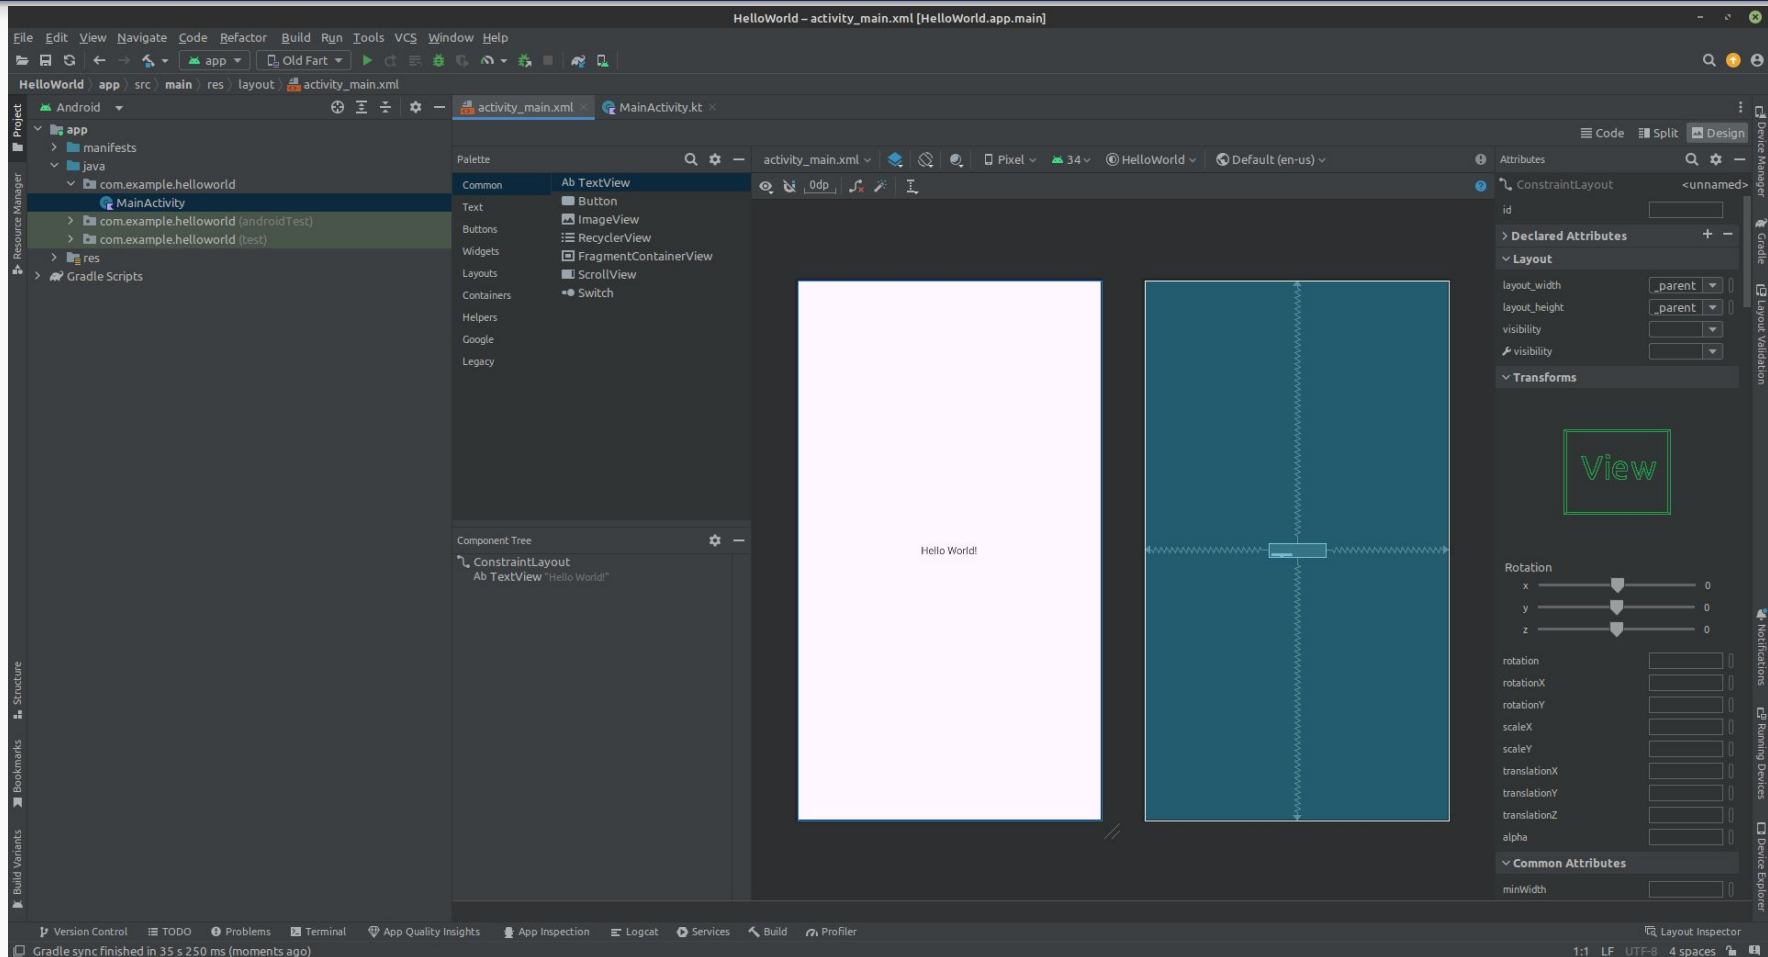 HelloWorld – activity_main.xml [HelloWorld.app.main]
File Edit View Navigate Code Refactor Build Run Tools VCS Window Help
app Old Fart
HelloWorld app src main res layout activity_main.xml
Project
Resource Manager
Structure
Bookmarks
Build Variants
Android
app
manifests
java
com.example.helloworld
MainActivity
com.example.helloworld (androidTest)
com.example.helloworld (test)
res
Gradle Scripts
activity_main.xml MainActivity.kt
Code Split Design
Palette
Common
Text
Buttons
Widgets
Layouts
Containers
Helpers
Google
Legacy
Ab TextView
Button
ImageView
RecyclerView
FragmentContainerView
ScrollView
Switch
Component Tree
ConstraintLayout
Ab TextView "Hello World!"
activity_main.xml Pixel 34 HelloWorld Default (en-us)
0dp
Hello World!
Attributes
ConstraintLayout <unnamed>
id
Declared Attributes
Layout
layout_width _parent
layout_height _parent
visibility
visibility
Transforms
View
Rotation
x 0
y 0
z 0
rotation
rotationX
rotationY
scaleX
scaleY
translationX
translationY
translationZ
alpha
Common Attributes
minWidth
Device Manager
Gradle
Layout Validation
Notifications
Running Devices
Device Explorer
Version Control TODO Problems Terminal App Quality Insights App Inspection Logcat Services Build Profiler Layout Inspector
Gradle sync finished in 35 s 250 ms (moments ago) 1:1 LF UTF-8 4 spaces